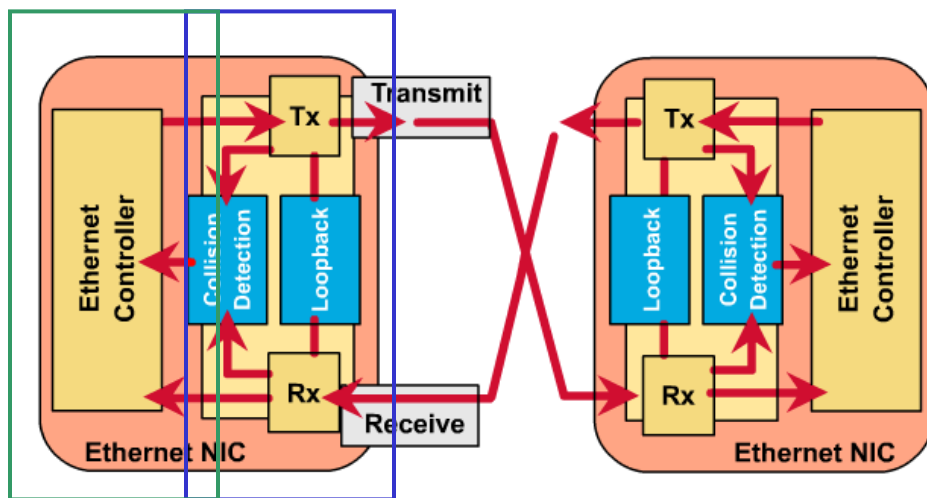 Transmit
Tx
Ethernet
Controller
Collision
Detection
Loopback
Rx
Receive
Ethernet NIC
Tx
Loopback
Collision
Detection
Ethernet
Controller
Rx
Ethernet NIC